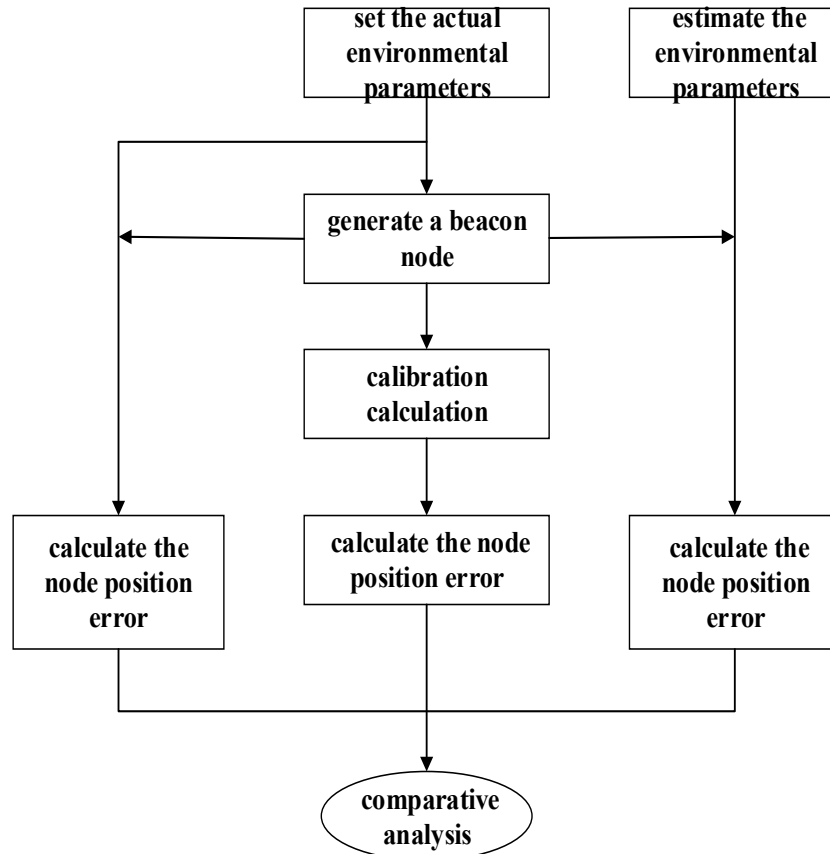 set the actual
environmental
parameters
estimate the
environmental
parameters
generate a beacon
node
calibration
calculation
calculate the
node position
error
calculate the node
position error
calculate the
node position
error
comparative
analysis